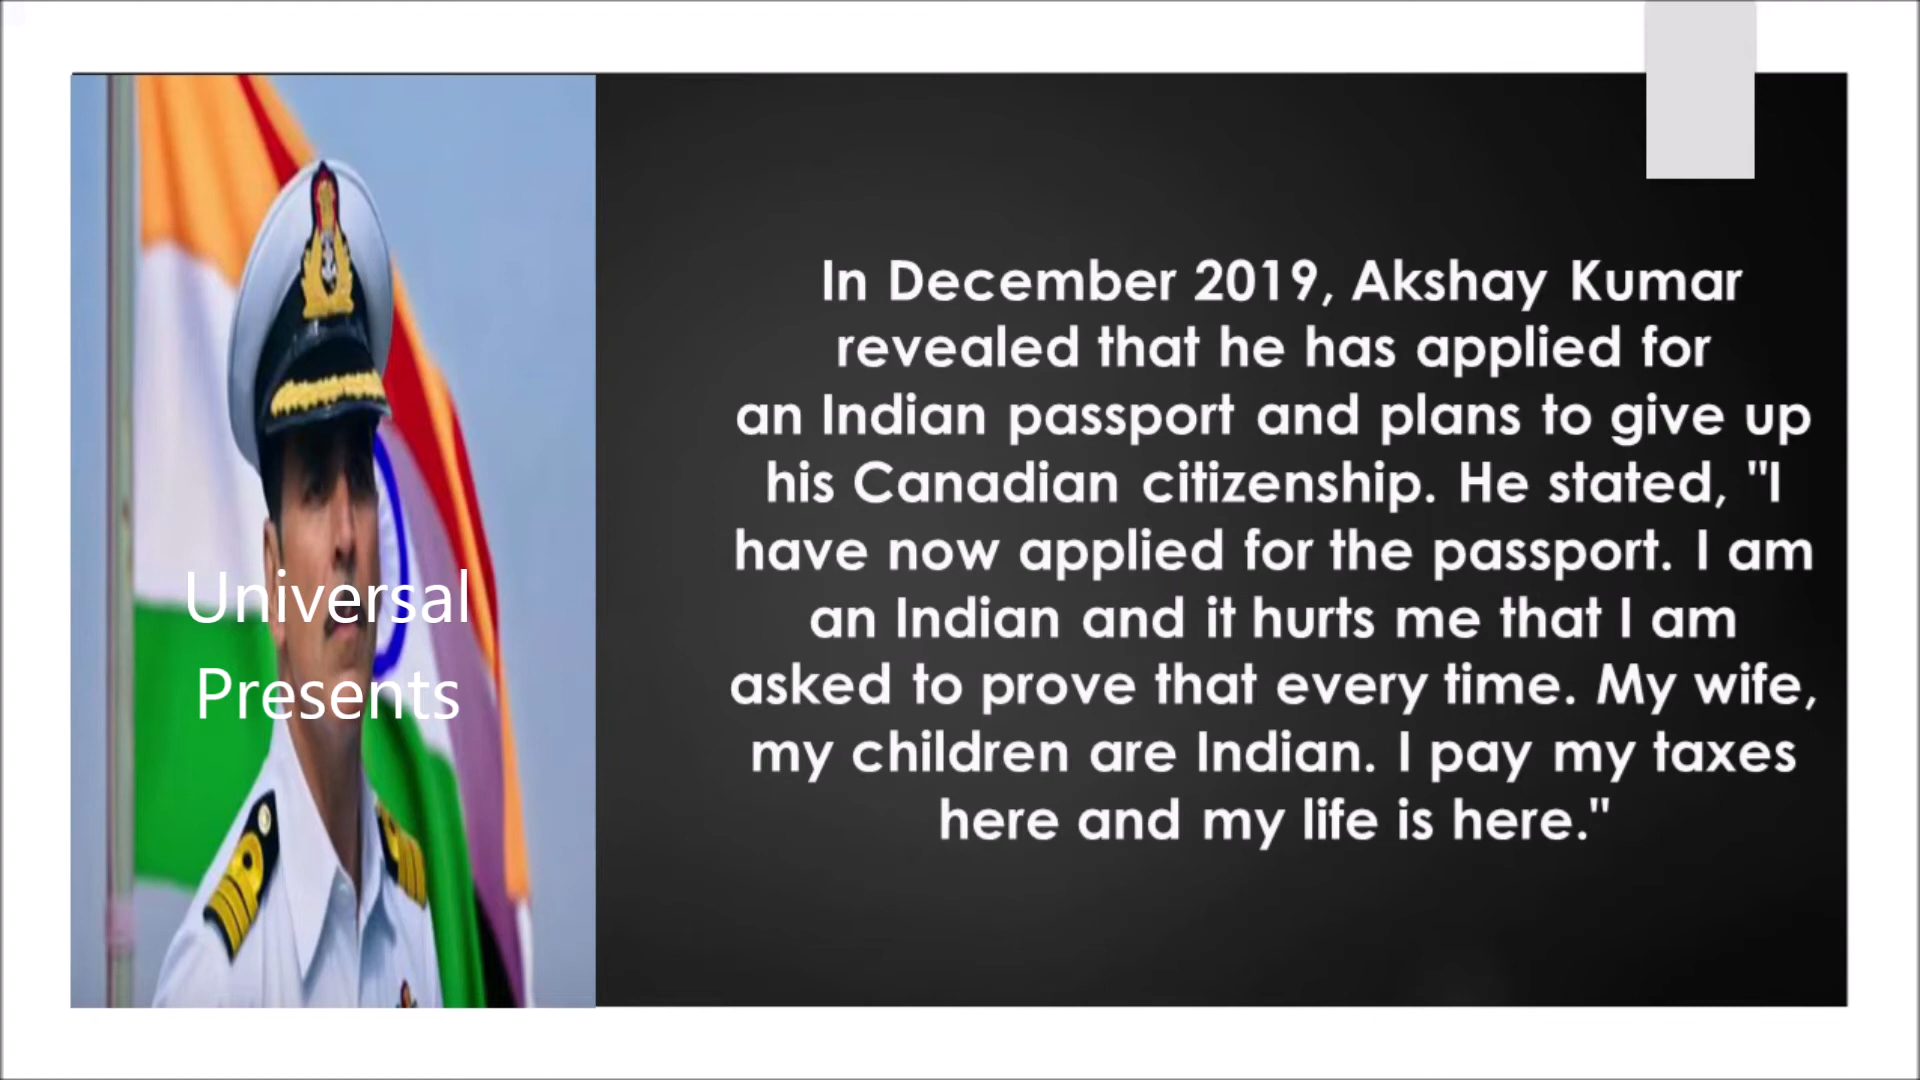 Universal
Presents
In December 2019, Akshay Kumar
revealed that he has applied for
an Indian passport and plans to give up
his Canadian citizenship. He stated, "I
have now applied for the passport. I am
an Indian and it hurts me that I am
asked to prove that every time. My wife,
my children are Indian. I pay my taxes
here and my life is here."